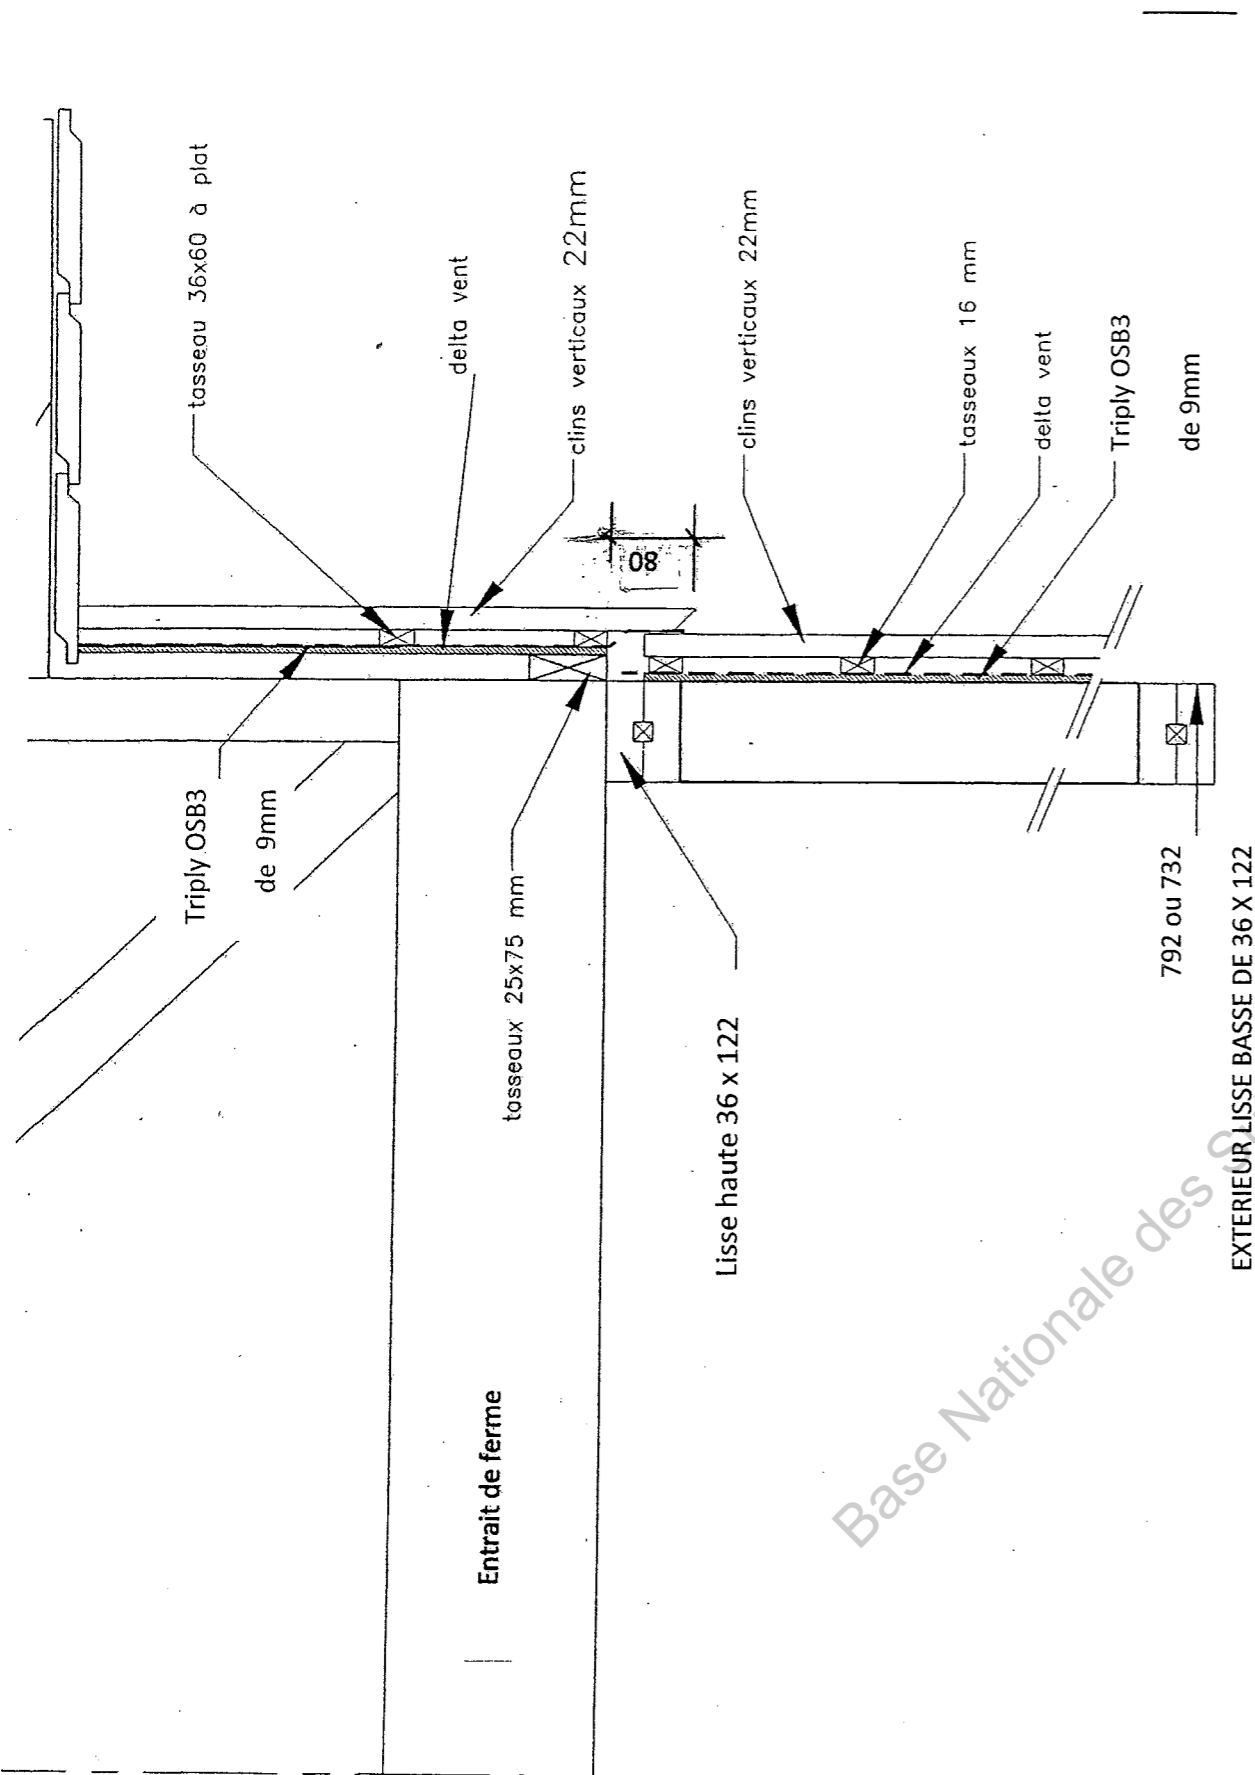 tasseau 36x60 à plat
delta vent
clins verticaux 22mm
clins verticaux 22mm
tasseaux 16 mm
delta vent
Triply OSB3
de 9mm
80
Triply OSB3
de 9mm
tasseaux 25x75 mm
Lisse haute 36 x 122
792 ou 732
EXTERIEUR LISSE BASSE DE 36 X 122
Entrait de ferme
Base Nationale des